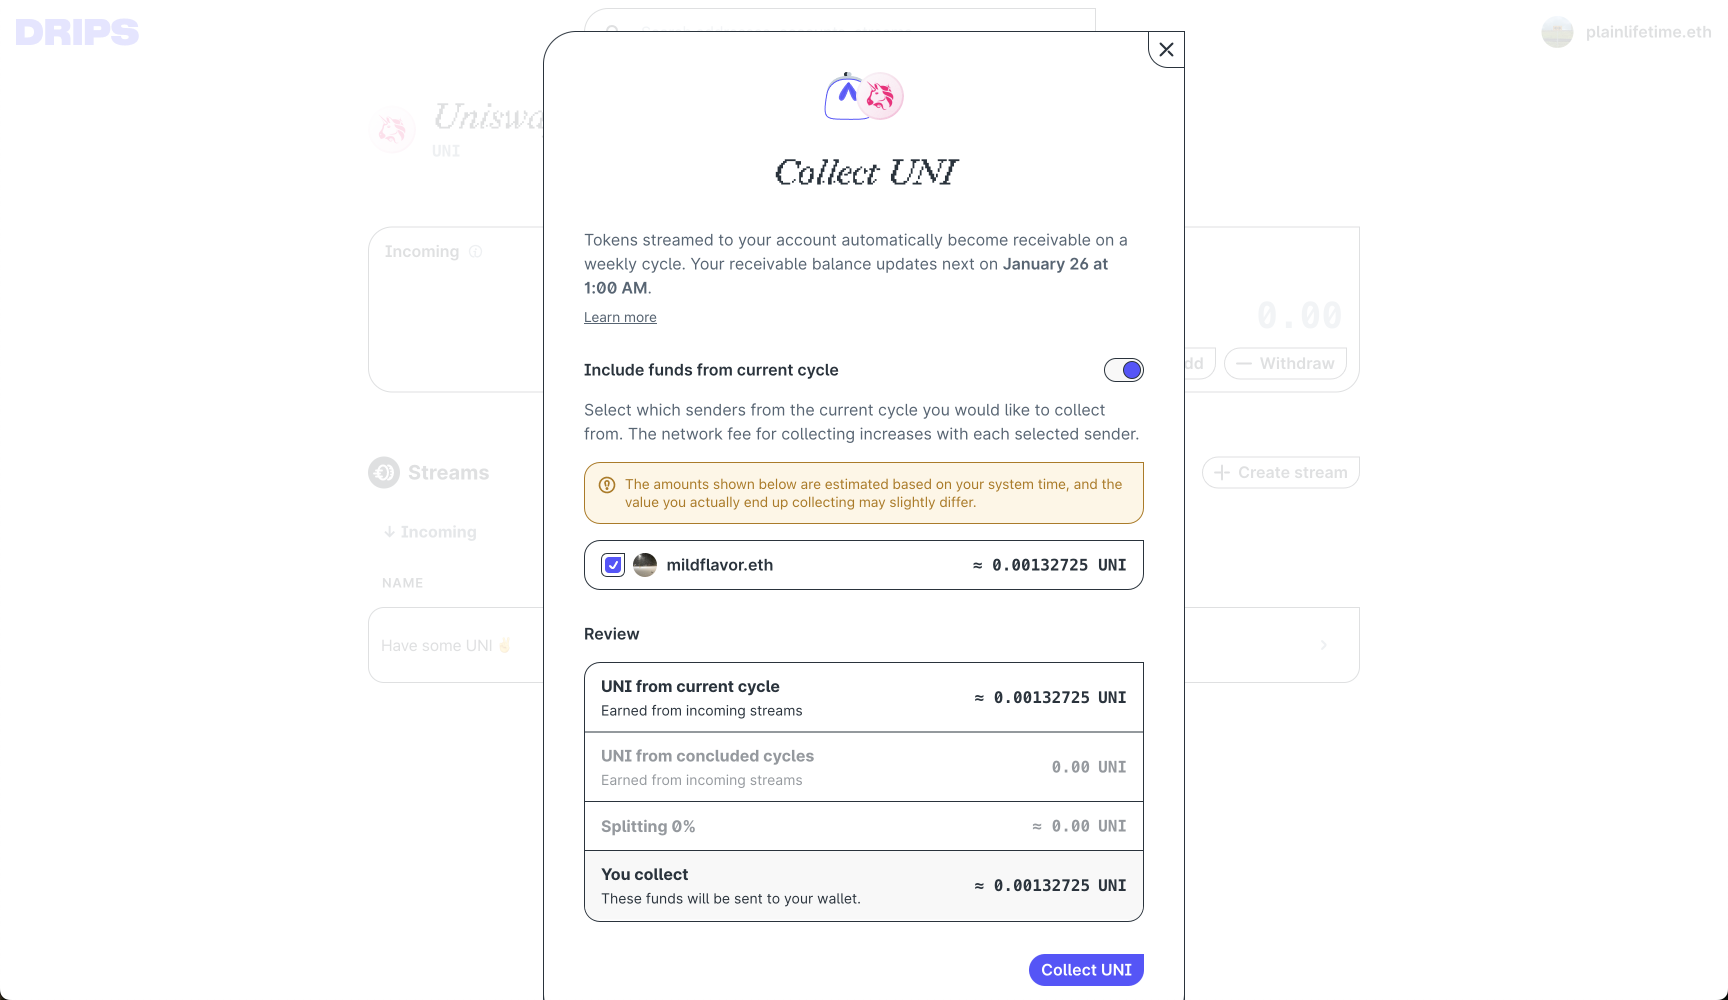 DRIPS
plainlifetime.eth
Uniswa
UNI
Collect UNI
Tokens streamed to your account automatically become receivable on a
weekly cycle. Your receivable balance updates next on January 26 at
1:00 AM.
Learn more
Incoming
0.00
dd
Withdraw
Include funds from current cycle
Select which senders from the current cycle you would like to collect
from. The network fee for collecting increases with each selected sender.
The amounts shown below are estimated based on your system time, and the
value you actually end up collecting may slightly differ.
Streams
Create stream
↓ Incoming
NAME
mildflavor.eth ≈ 0.00132725 UNI
Have some UNI ✌️
Review
UNI from current cycle ≈ 0.00132725 UNI
Earned from incoming streams
UNI from concluded cycles 0.00 UNI
Earned from incoming streams
Splitting 0% ≈ 0.00 UNI
You collect ≈ 0.00132725 UNI
These funds will be sent to your wallet.
Collect UNI